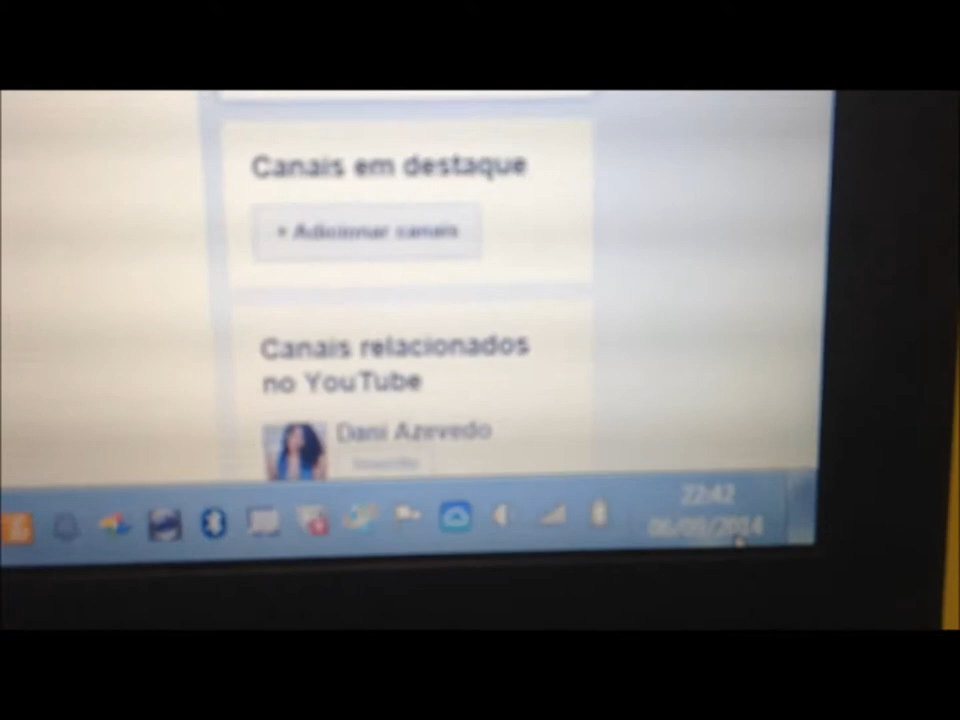 Canais em destaque
+ Adicionar canais
Canais relacionados
no YouTube
Dani Azevedo
22:42
06/09/2014